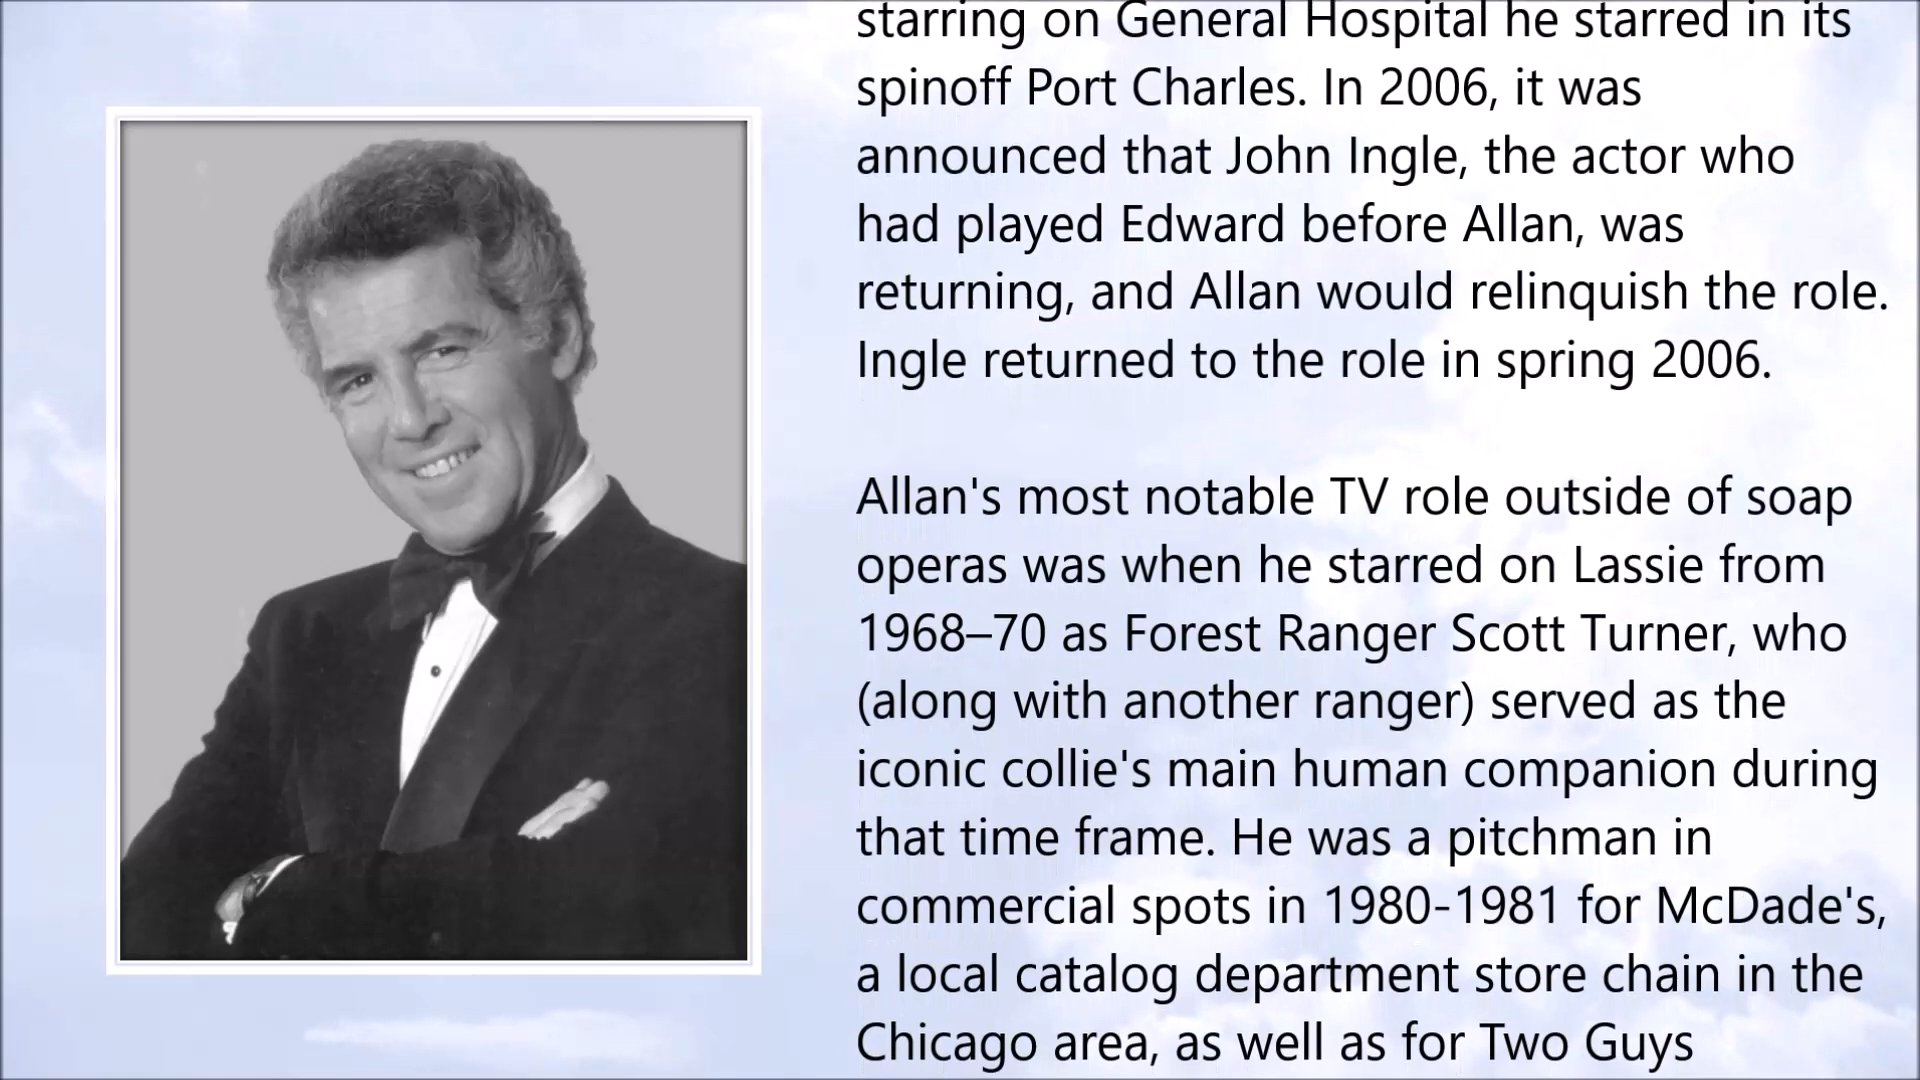 starring on General Hospital he starred in its
spinoff Port Charles. In 2006, it was
announced that John Ingle, the actor who
had played Edward before Allan, was
returning, and Allan would relinquish the role.
Ingle returned to the role in spring 2006.
Allan's most notable TV role outside of soap
operas was when he starred on Lassie from
1968–70 as Forest Ranger Scott Turner, who
(along with another ranger) served as the
iconic collie's main human companion during
that time frame. He was a pitchman in
commercial spots in 1980-1981 for McDade's,
a local catalog department store chain in the
Chicago area, as well as for Two Guys